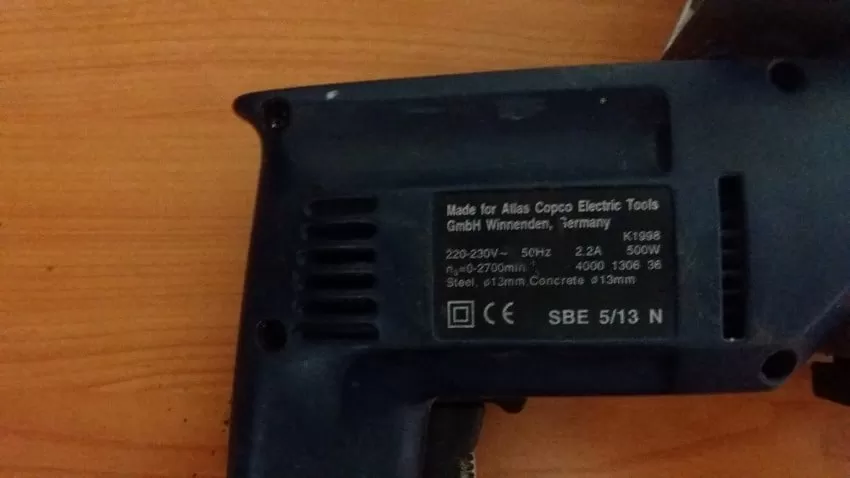 Made for Atlas Copco Electric Tools
GmbH Winnenden, Germany
K1998
220-230V~ 50Hz 2.2A 500W
n₀=0-2700min 4000 1306 36
Steel ø13mm Concrete ø13mm
CE SBE 5/13 N